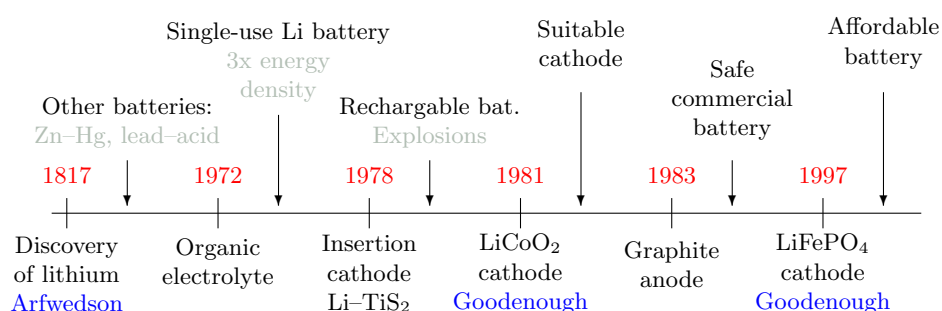 Single-use Li battery
3x energy
density
Suitable
cathode
Affordable
battery
Safe
commercial
battery
Other batteries:
Zn–Hg, lead–acid
Rechargable bat.
Explosions
1817
1972
1978
1981
1983
1997
Discovery
of lithium
Arfwedson
Organic
electrolyte
Insertion
cathode
Li–TiS₂
LiCoO₂
cathode
Goodenough
Graphite
anode
LiFePO₄
cathode
Goodenough